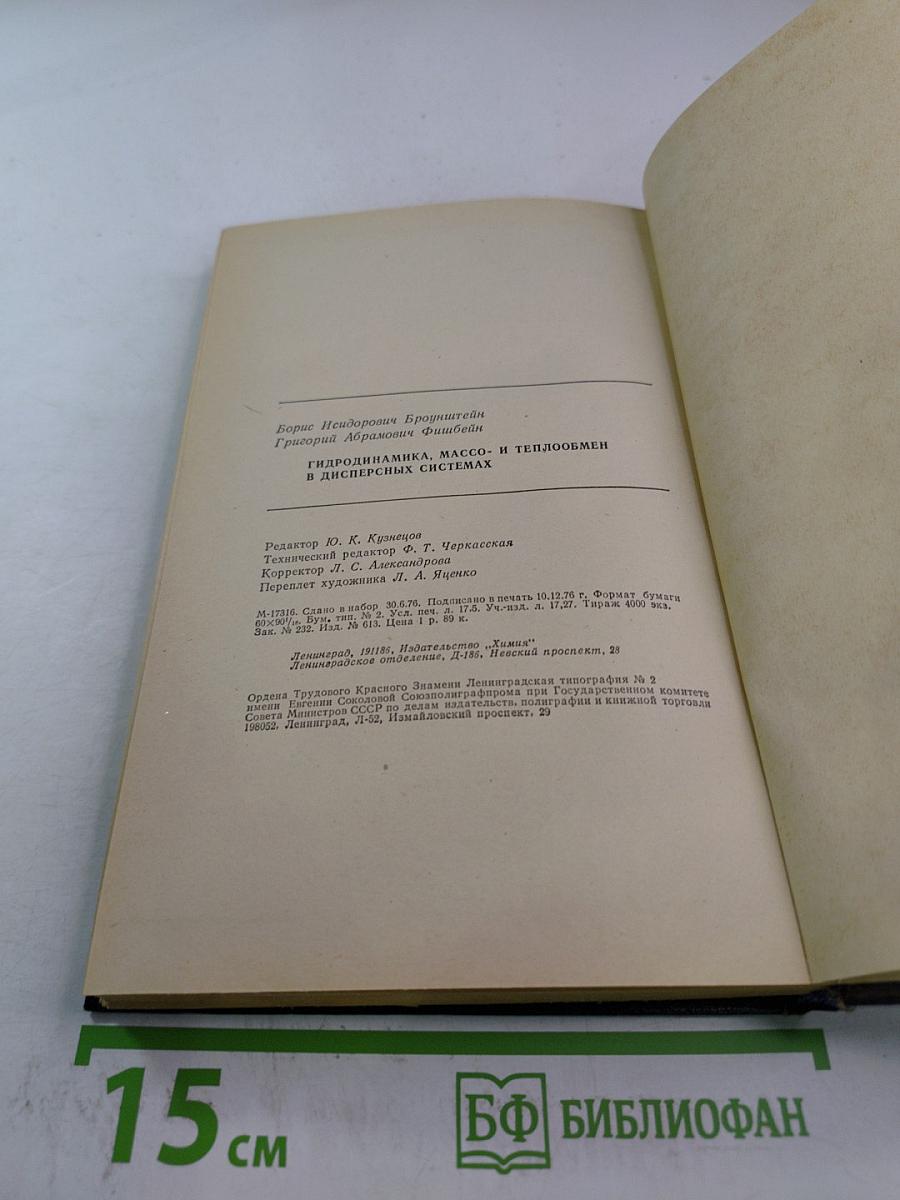 Борис Исидорович Броунштейн
Григорий Абрамович Фишбейн
ГИДРОДИНАМИКА, МАССО- И ТЕПЛООБМЕН
В ДИСПЕРСНЫХ СИСТЕМАХ
Редактор Ю. К. Кузнецов
Технический редактор Ф. Т. Черкасская
Корректор Л. С. Александрова
Переплет художника Л. А. Яценко
М-17316. Сдано в набор 30.6.76. Подписано в печать 10.12.76 г. Формат бумаги
60×90¹/₁₆. Бум. тип. № 2. Усл. печ. л. 17.5. Уч.-изд. л. 17,27. Тираж 4000 экз.
Зак. № 232. Изд. № 613. Цена 1 р. 89 к.
Ленинград, 191186, Издательство „Химия"
Ленинградское отделение, Д-186, Невский проспект, 28
Ордена Трудового Красного Знамени Ленинградская типография № 2
имени Евгении Соколовой Союзполиграфпрома при Государственном комитете
Совета Министров СССР по делам издательств, полиграфии и книжной торговли
198052, Ленинград, Л-52, Измайловский проспект, 29
15 см
БФ БИБЛИОФАН